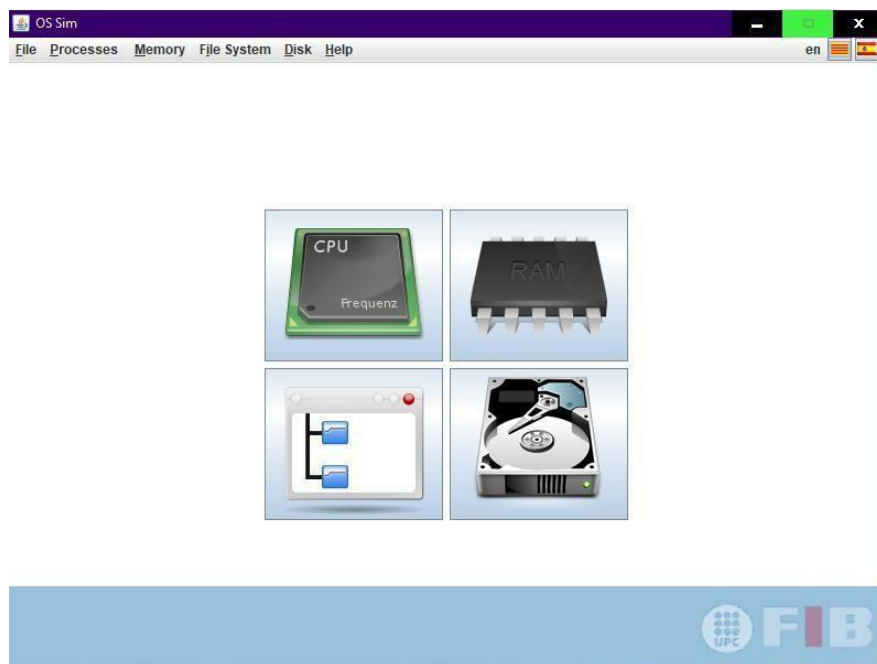 OS Sim
File Processes Memory File System Disk Help en
CPU
Frequenz
RAM
UPC FIB